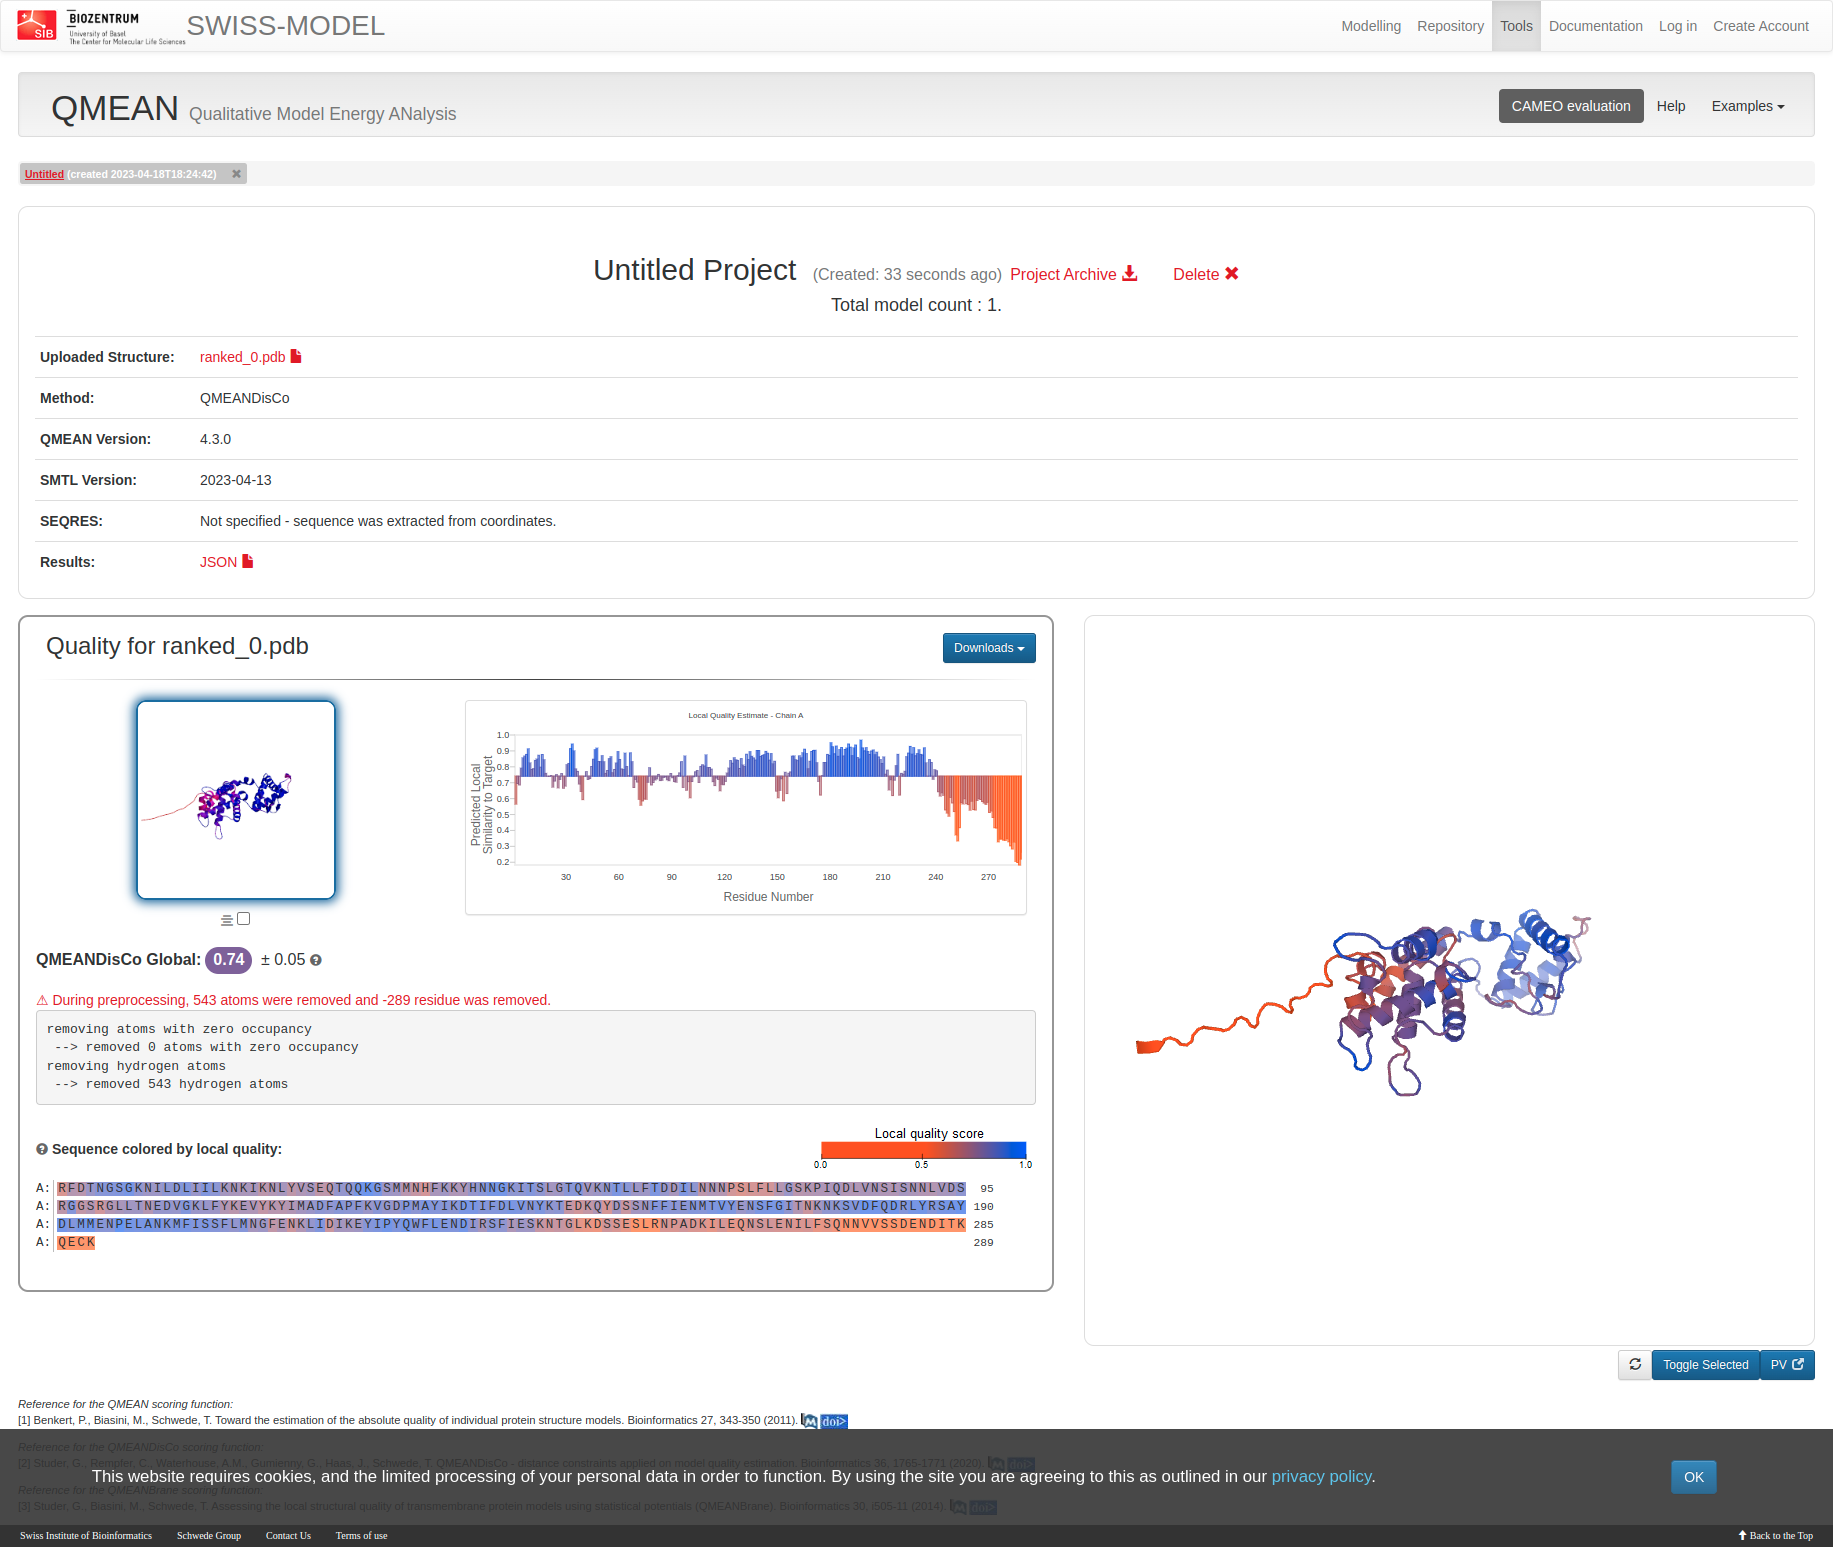 SIB
BIOZENTRUM
University of Basel
The Center for Molecular Life Sciences
SWISS-MODEL
Modelling Repository Tools Documentation Log in Create Account
QMEAN Qualitative Model Energy ANalysis
CAMEO evaluation Help Examples
Untitled (created 2023-04-18T18:24:42) ✖
Untitled Project (Created: 33 seconds ago) Project Archive Delete ✖
Total model count : 1.
Uploaded Structure: ranked_0.pdb
Method: QMEANDisCo
QMEAN Version: 4.3.0
SMTL Version: 2023-04-13
SEQRES: Not specified - sequence was extracted from coordinates.
Results: JSON
Quality for ranked_0.pdb
Downloads
Local Quality Estimate - Chain A
Predicted Local
Similarity to Target
1.0
0.9
0.8
0.7
0.6
0.5
0.4
0.3
0.2
30 60 90 120 150 180 210 240 270
Residue Number
QMEANDisCo Global: 0.74 ± 0.05
⚠ During preprocessing, 543 atoms were removed and -289 residue was removed.
removing atoms with zero occupancy
--> removed 0 atoms with zero occupancy
removing hydrogen atoms
--> removed 543 hydrogen atoms
Sequence colored by local quality:
Local quality score
0.0 0.5 1.0
A: RFDTNGSGKNILDLIILKNKIKNLYVSEQTQQKGSMMNHFKKYHNNGKITSLGTQVKNTLLFTDDILNNNPSLFLLGSKPIQDLVNSISNNLVDS 95
A: RGGSRGLLTNEDVGKLFYKEVYKYIMADFAPFKVGDPMAYIKDTIFDLVNYKTEDKQYDSSNFFIENMTVYENSFGITNKNKSVDFQDRLYRSAY 190
A: DLMMENPELANKMFISSFLMNGFENKLIDIKEYIPYQWFLENDIRSFIESKNTGLKDSSESLRNPADKILEQNSLENILFSQNNVVSSDENDITK 285
A: QECK 289
Toggle Selected PV
Reference for the QMEAN scoring function:
[1] Benkert, P., Biasini, M., Schwede, T. Toward the estimation of the absolute quality of individual protein structure models. Bioinformatics 27, 343-350 (2011). M doi>
Reference for the QMEANDisCo scoring function:
[2] Studer, G., Rempfer, C., Waterhouse, A.M., Gumienny, G., Haas, J., Schwede, T. QMEANDisCo - distance constraints applied on model quality estimation. Bioinformatics 36, 1765-1771 (2020). M doi>
This website requires cookies, and the limited processing of your personal data in order to function. By using the site you are agreeing to this as outlined in our privacy policy.
OK
Reference for the QMEANBrane scoring function:
[3] Studer, G., Biasini, M., Schwede, T. Assessing the local structural quality of transmembrane protein models using statistical potentials (QMEANBrane). Bioinformatics 30, i505-11 (2014). M doi>
Swiss Institute of Bioinformatics Schwede Group Contact Us Terms of use
Back to the Top